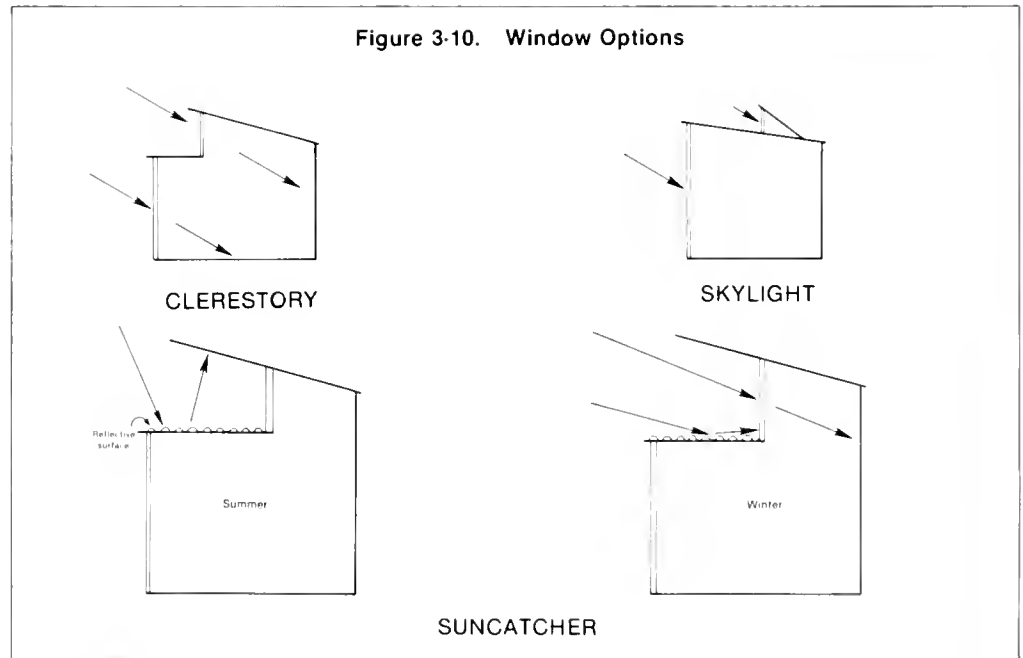 Figure 3-10. Window Options
CLERESTORY
SKYLIGHT
Reflective
surface
Summer
Winter
SUNCATCHER